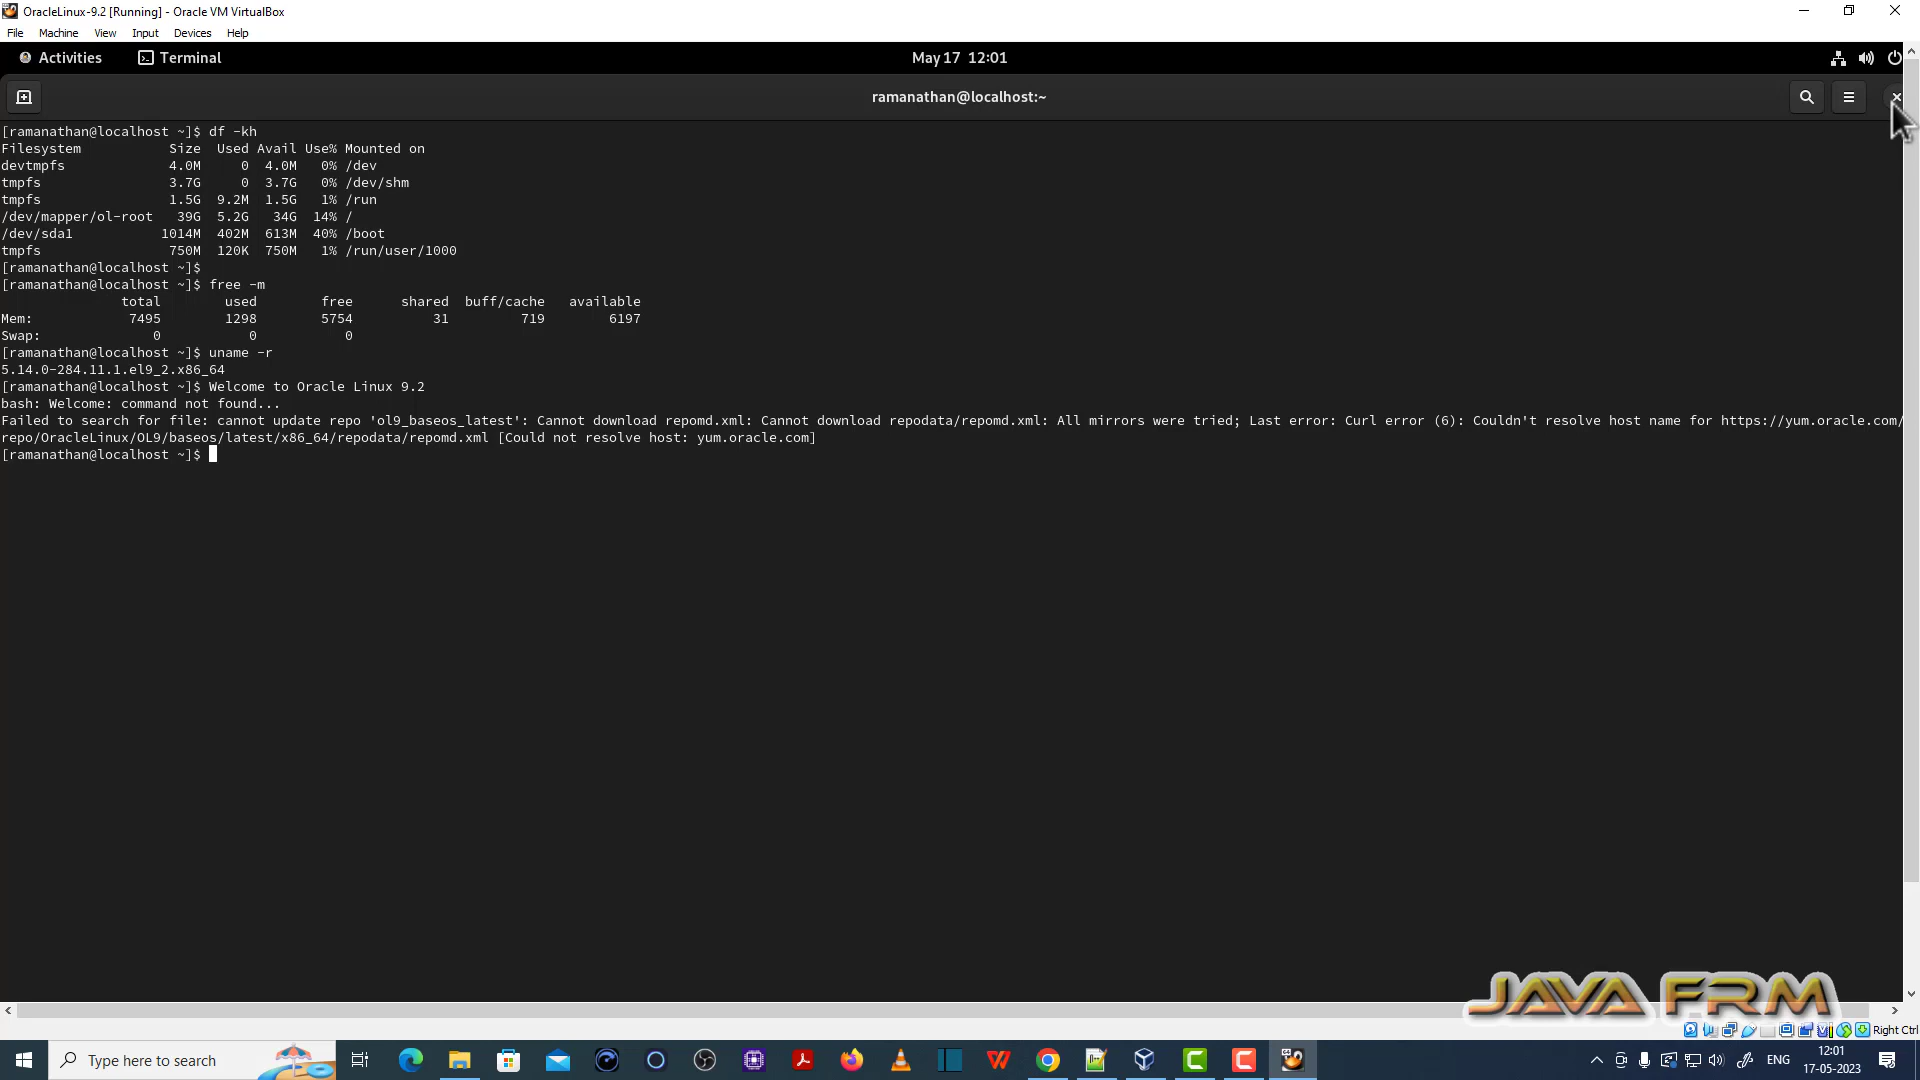 OracleLinux-9.2 [Running] - Oracle VM VirtualBox
File Machine View Input Devices Help
Activities Terminal May 17 12:01
ramanathan@localhost:~
[ramanathan@localhost ~]$ df -kh
Filesystem Size Used Avail Use% Mounted on
devtmpfs 4.0M 0 4.0M 0% /dev
tmpfs 3.7G 0 3.7G 0% /dev/shm
tmpfs 1.5G 9.2M 1.5G 1% /run
/dev/mapper/ol-root 39G 5.2G 34G 14% /
/dev/sda1 1014M 402M 613M 40% /boot
tmpfs 750M 120K 750M 1% /run/user/1000
[ramanathan@localhost ~]$
[ramanathan@localhost ~]$ free -m
total used free shared buff/cache available
Mem: 7495 1298 5754 31 719 6197
Swap: 0 0 0
[ramanathan@localhost ~]$ uname -r
5.14.0-284.11.1.el9_2.x86_64
[ramanathan@localhost ~]$ Welcome to Oracle Linux 9.2
bash: Welcome: command not found...
Failed to search for file: cannot update repo 'ol9_baseos_latest': Cannot download repomd.xml: Cannot download repodata/repomd.xml: All mirrors were tried; Last error: Curl error (6): Couldn't resolve host name for https://yum.oracle.com/
repo/OracleLinux/OL9/baseos/latest/x86_64/repodata/repomd.xml [Could not resolve host: yum.oracle.com]
[ramanathan@localhost ~]$
JAVA FRM
Right Ctrl
Type here to search
ENG
12:01
17-05-2023